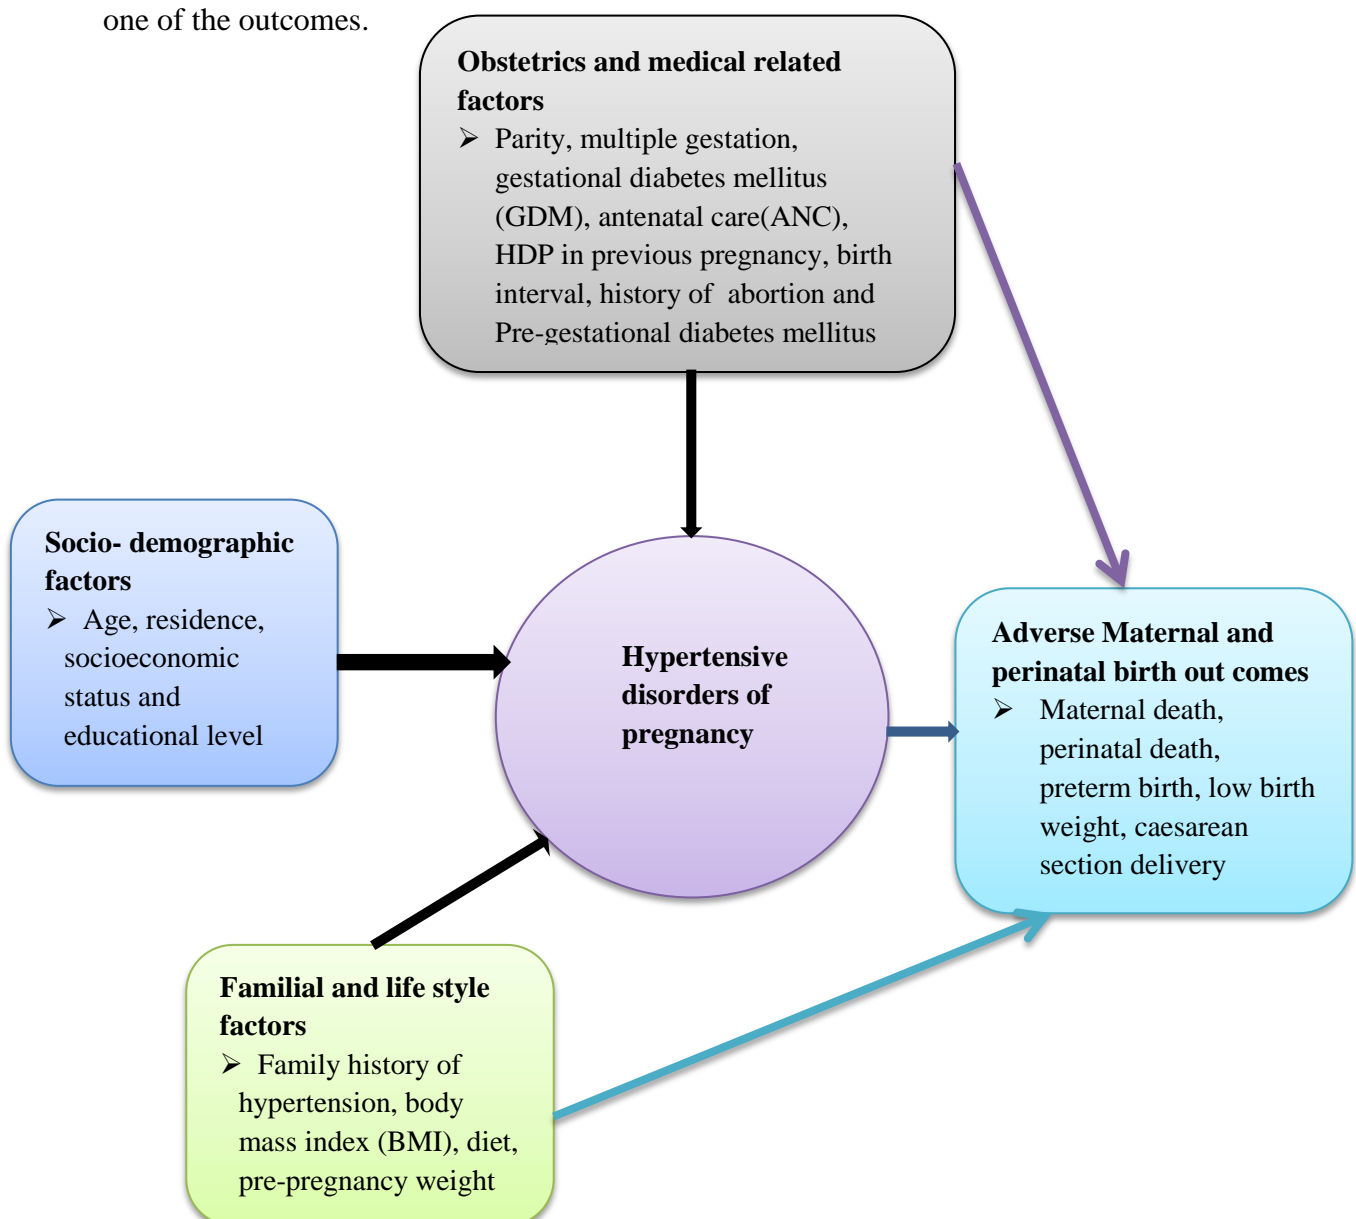 one of the outcomes.
Obstetrics and medical related
factors
➢ Parity, multiple gestation,
gestational diabetes mellitus
(GDM), antenatal care(ANC),
HDP in previous pregnancy, birth
interval, history of abortion and
Pre-gestational diabetes mellitus
Socio- demographic
factors
➢ Age, residence,
socioeconomic
status and
educational level
Hypertensive
disorders of
pregnancy
Adverse Maternal and
perinatal birth out comes
➢ Maternal death,
perinatal death,
preterm birth, low birth
weight, caesarean
section delivery
Familial and life style
factors
➢ Family history of
hypertension, body
mass index (BMI), diet,
pre-pregnancy weight